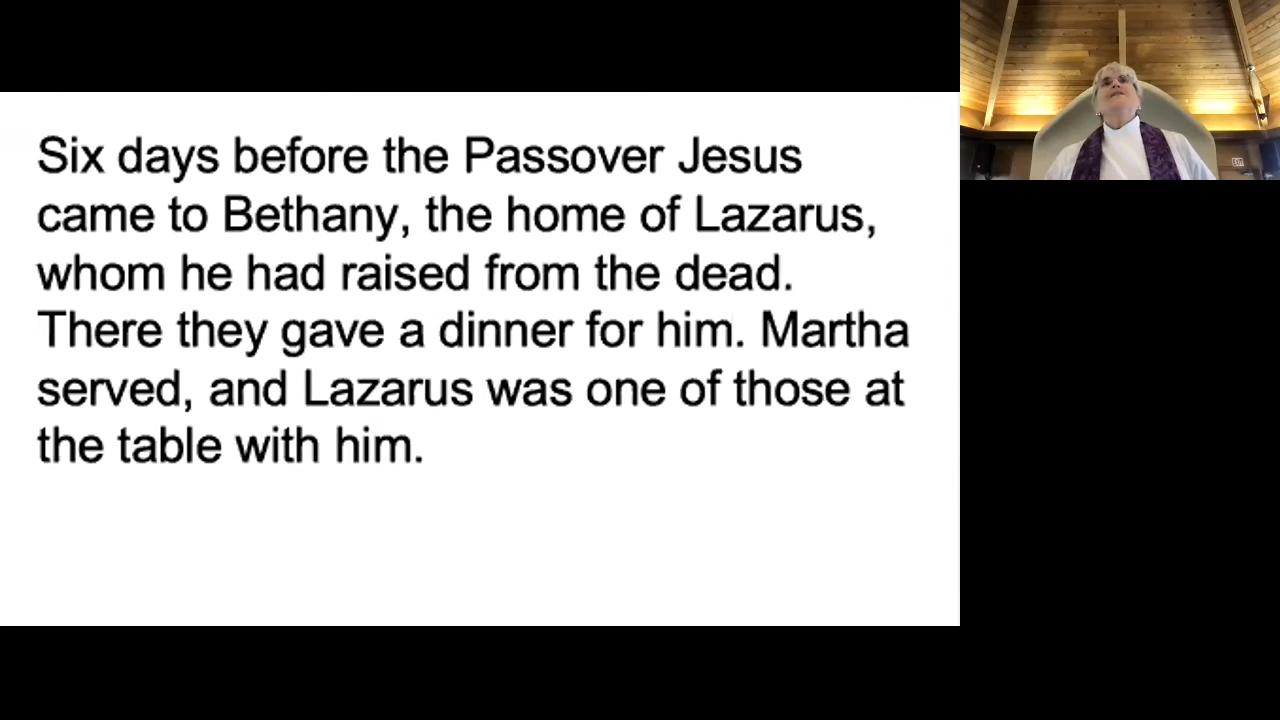 Six days before the Passover Jesus
came to Bethany, the home of Lazarus,
whom he had raised from the dead.
There they gave a dinner for him. Martha
served, and Lazarus was one of those at
the table with him.